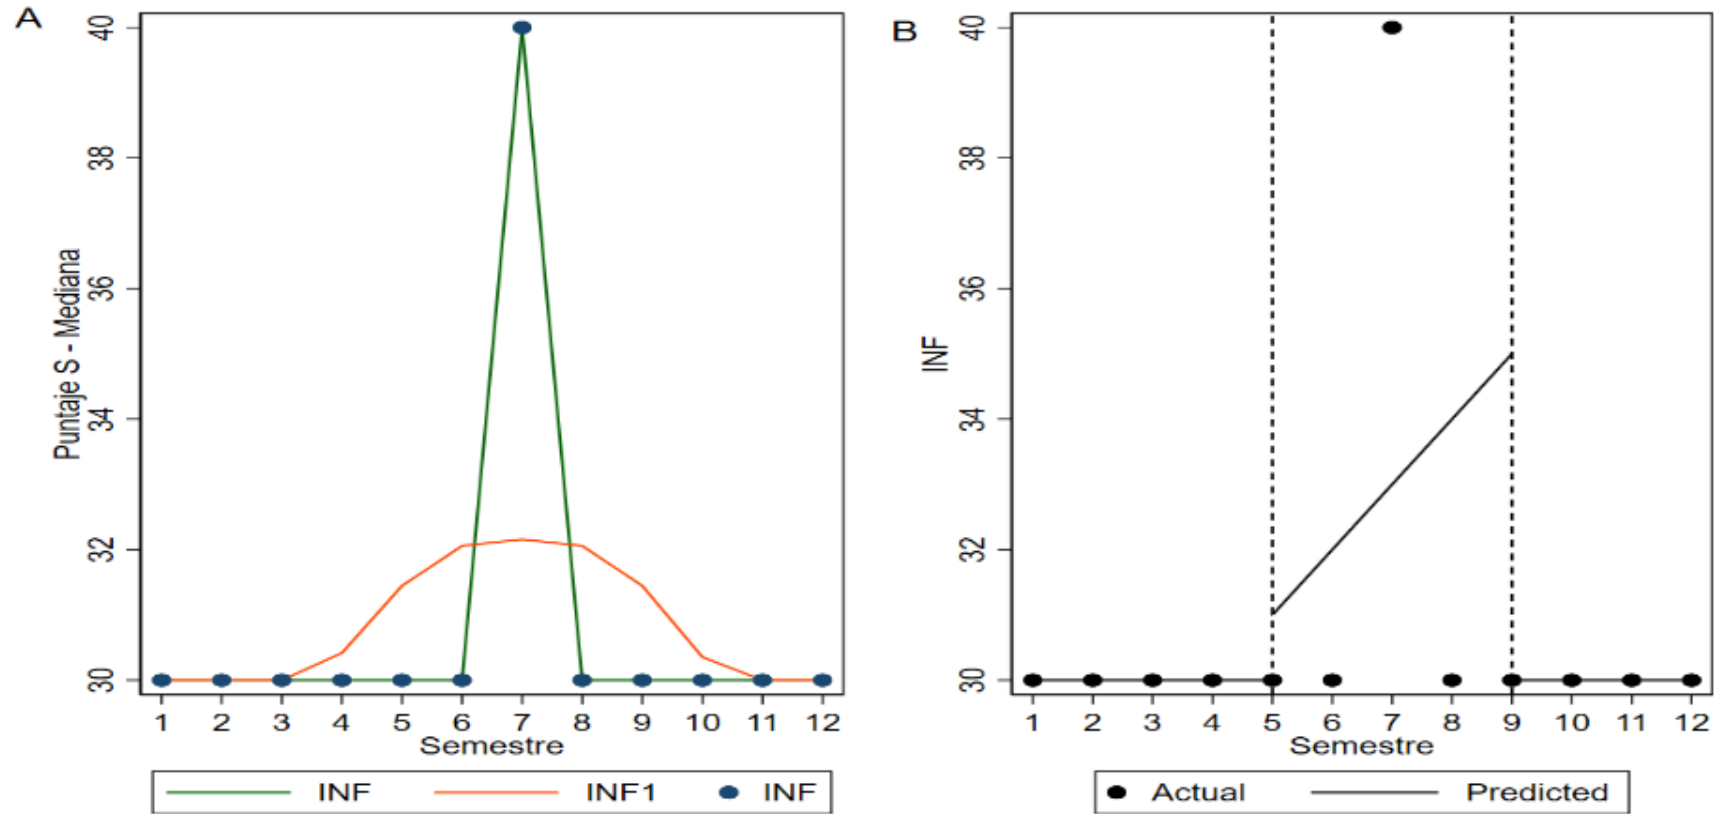 A
Puntaje S - Mediana
40
38
36
34
32
30
1 2 3 4 5 6 7 8 9 10 11 12
Semestre
INF INF1 INF
B
INF
40
38
36
34
32
30
1 2 3 4 5 6 7 8 9 10 11 12
Semestre
Actual Predicted